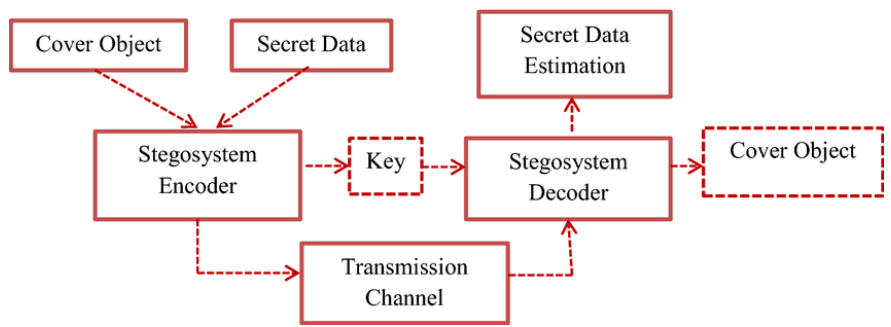 Cover Object
Secret Data
Secret Data
Estimation
Stegosystem
Encoder
Key
Stegosystem
Decoder
Cover Object
Transmission
Channel